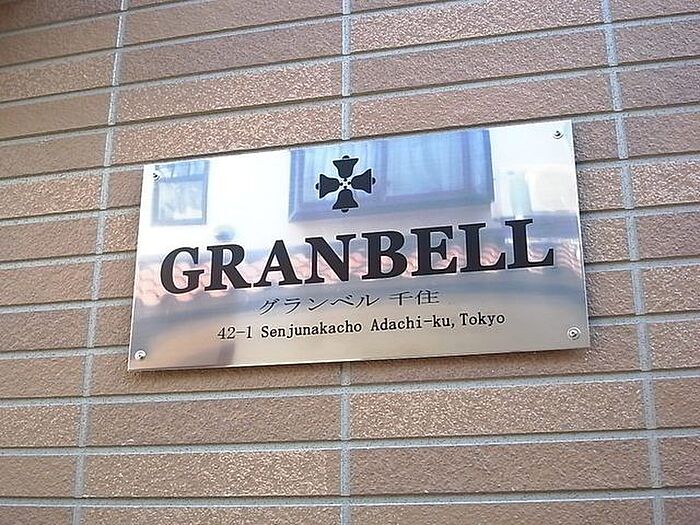 GRANBELL
グランベル 千住
42-1 Senjunakacho Adachi-ku, Tokyo